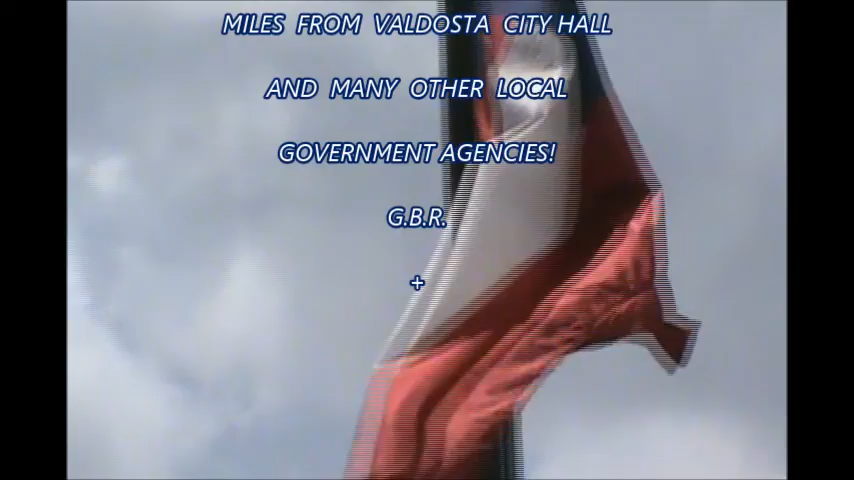 MILES FROM VALDOSTA CITY HALL
AND MANY OTHER LOCAL
GOVERNMENT AGENCIES!
G.B.R.
+